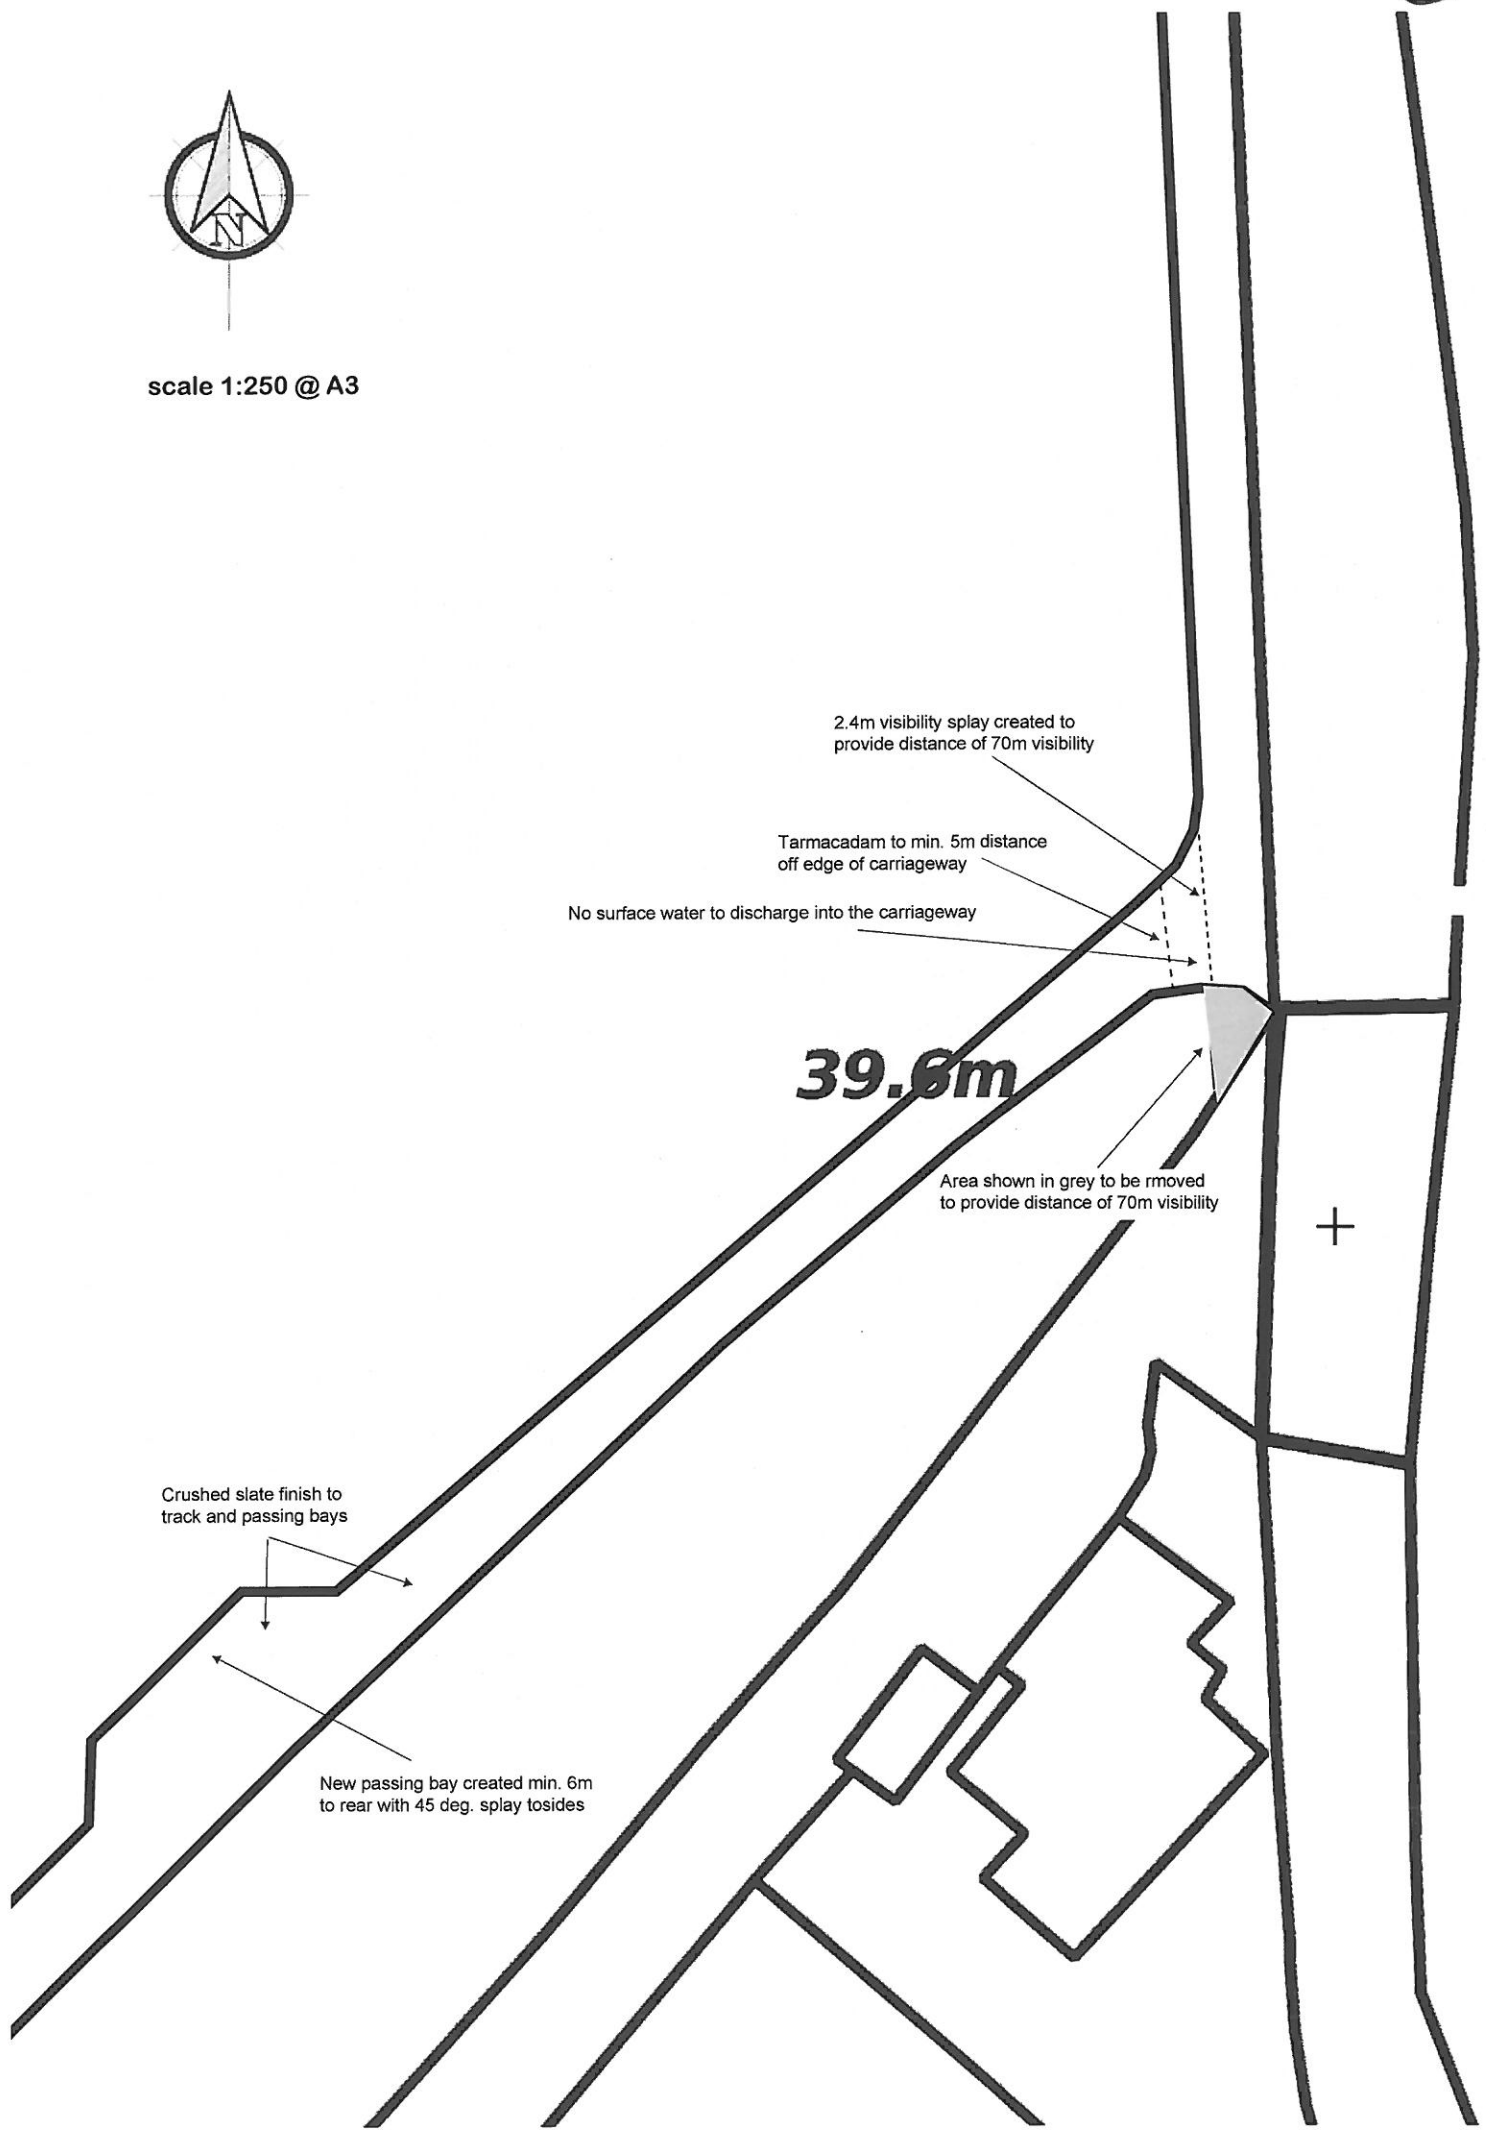 N
scale 1:250 @ A3
2.4m visibility splay created to
provide distance of 70m visibility
Tarmacadam to min. 5m distance
off edge of carriageway
No surface water to discharge into the carriageway
39.6m
Area shown in grey to be rmoved
to provide distance of 70m visibility
Crushed slate finish to
track and passing bays
New passing bay created min. 6m
to rear with 45 deg. splay tosides